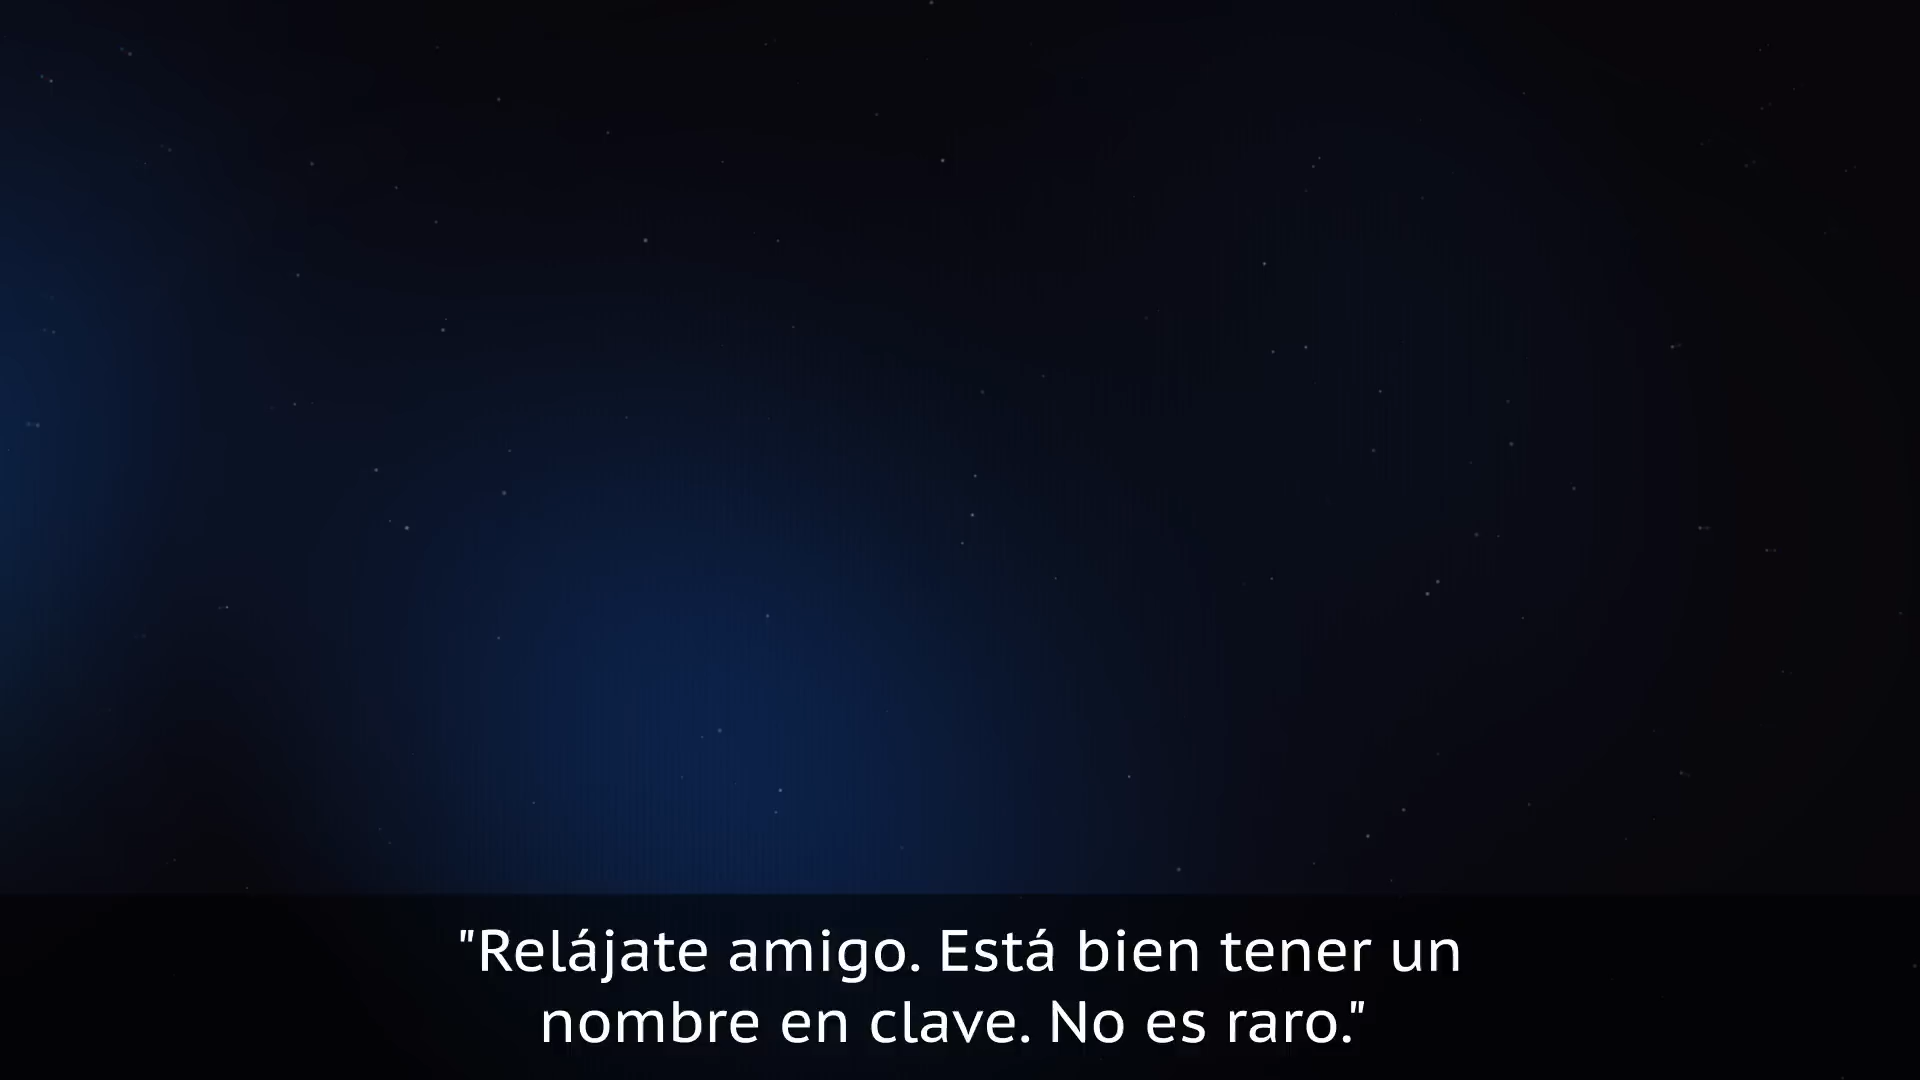 "Relájate amigo. Está bien tener un
nombre en clave. No es raro."